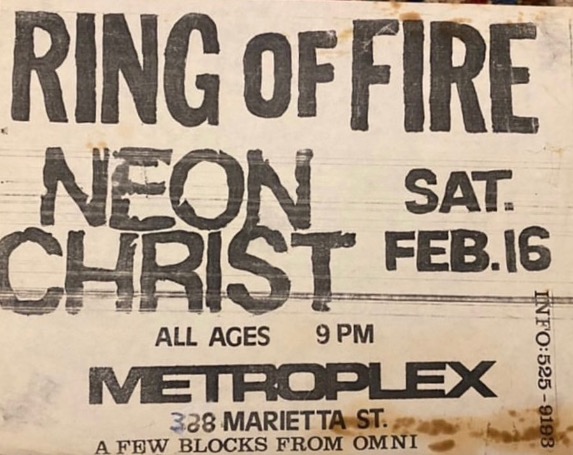 RING OF FIRE
NEON
CHRIST
SAT.
FEB.16
ALL AGES 9 PM
METROPLEX
388 MARIETTA ST.
A FEW BLOCKS FROM OMNI
INFO:525-9193